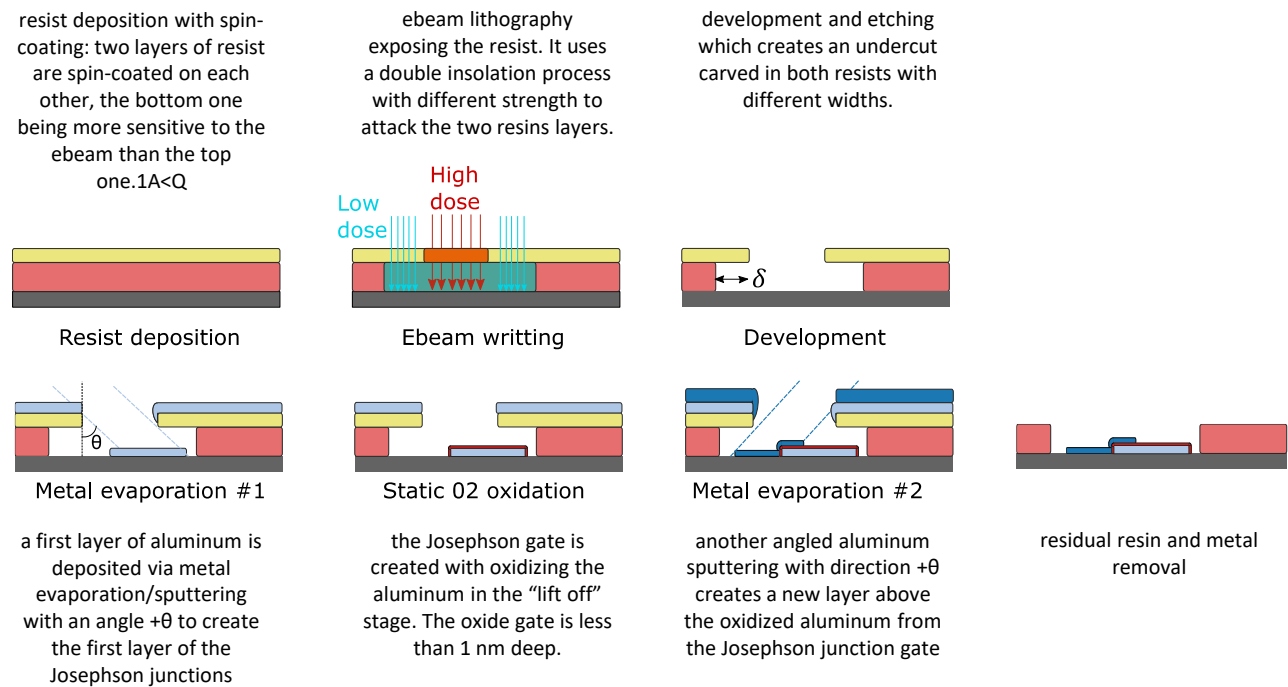 resist deposition with spin-
coating: two layers of resist
are spin-coated on each
other, the bottom one
being more sensitive to the
ebeam than the top
one.1A<Q
ebeam lithography
exposing the resist. It uses
a double insolation process
with different strength to
attack the two resins layers.
development and etching
which creates an undercut
carved in both resists with
different widths.
High
dose
Low
dose
δ
Resist deposition
Ebeam writting
Development
θ
Metal evaporation #1
Static 02 oxidation
Metal evaporation #2
a first layer of aluminum is
deposited via metal
evaporation/sputtering
with an angle +θ to create
the first layer of the
Josephson junctions
the Josephson gate is
created with oxidizing the
aluminum in the “lift off”
stage. The oxide gate is less
than 1 nm deep.
another angled aluminum
sputtering with direction +θ
creates a new layer above
the oxidized aluminum from
the Josephson junction gate
residual resin and metal
removal